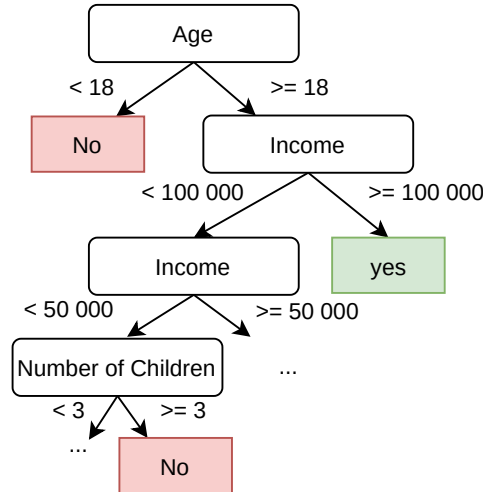 Age
< 18
>= 18
No
Income
< 100 000
>= 100 000
Income
yes
< 50 000
>= 50 000
Number of Children
...
< 3
>= 3
...
No